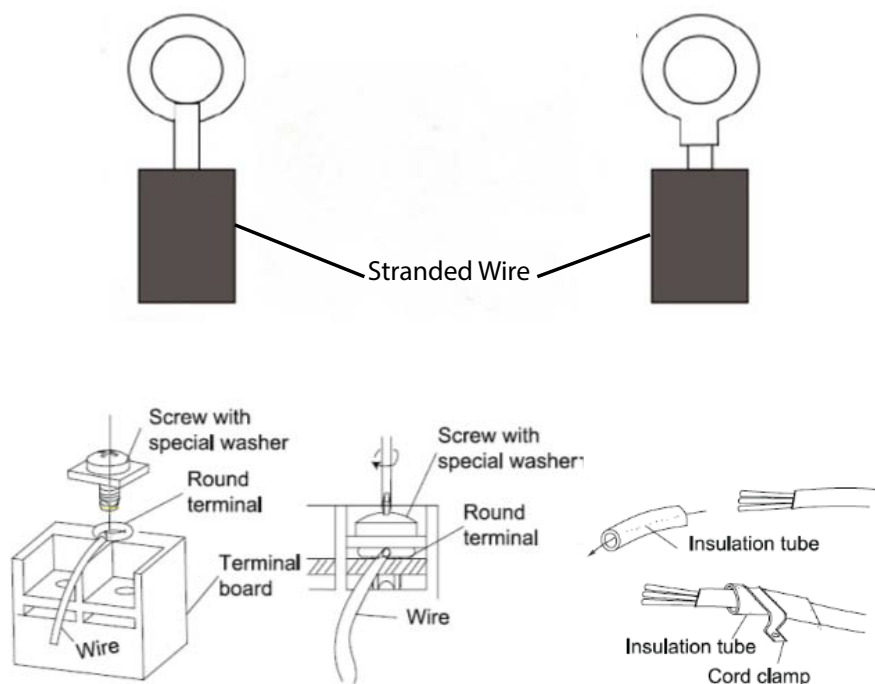 Stranded Wire
Screw with
special washer
Round
terminal
Terminal
board
Wire
Screw with
special washer
Round
terminal
Wire
Insulation tube
Insulation tube
Cord clamp